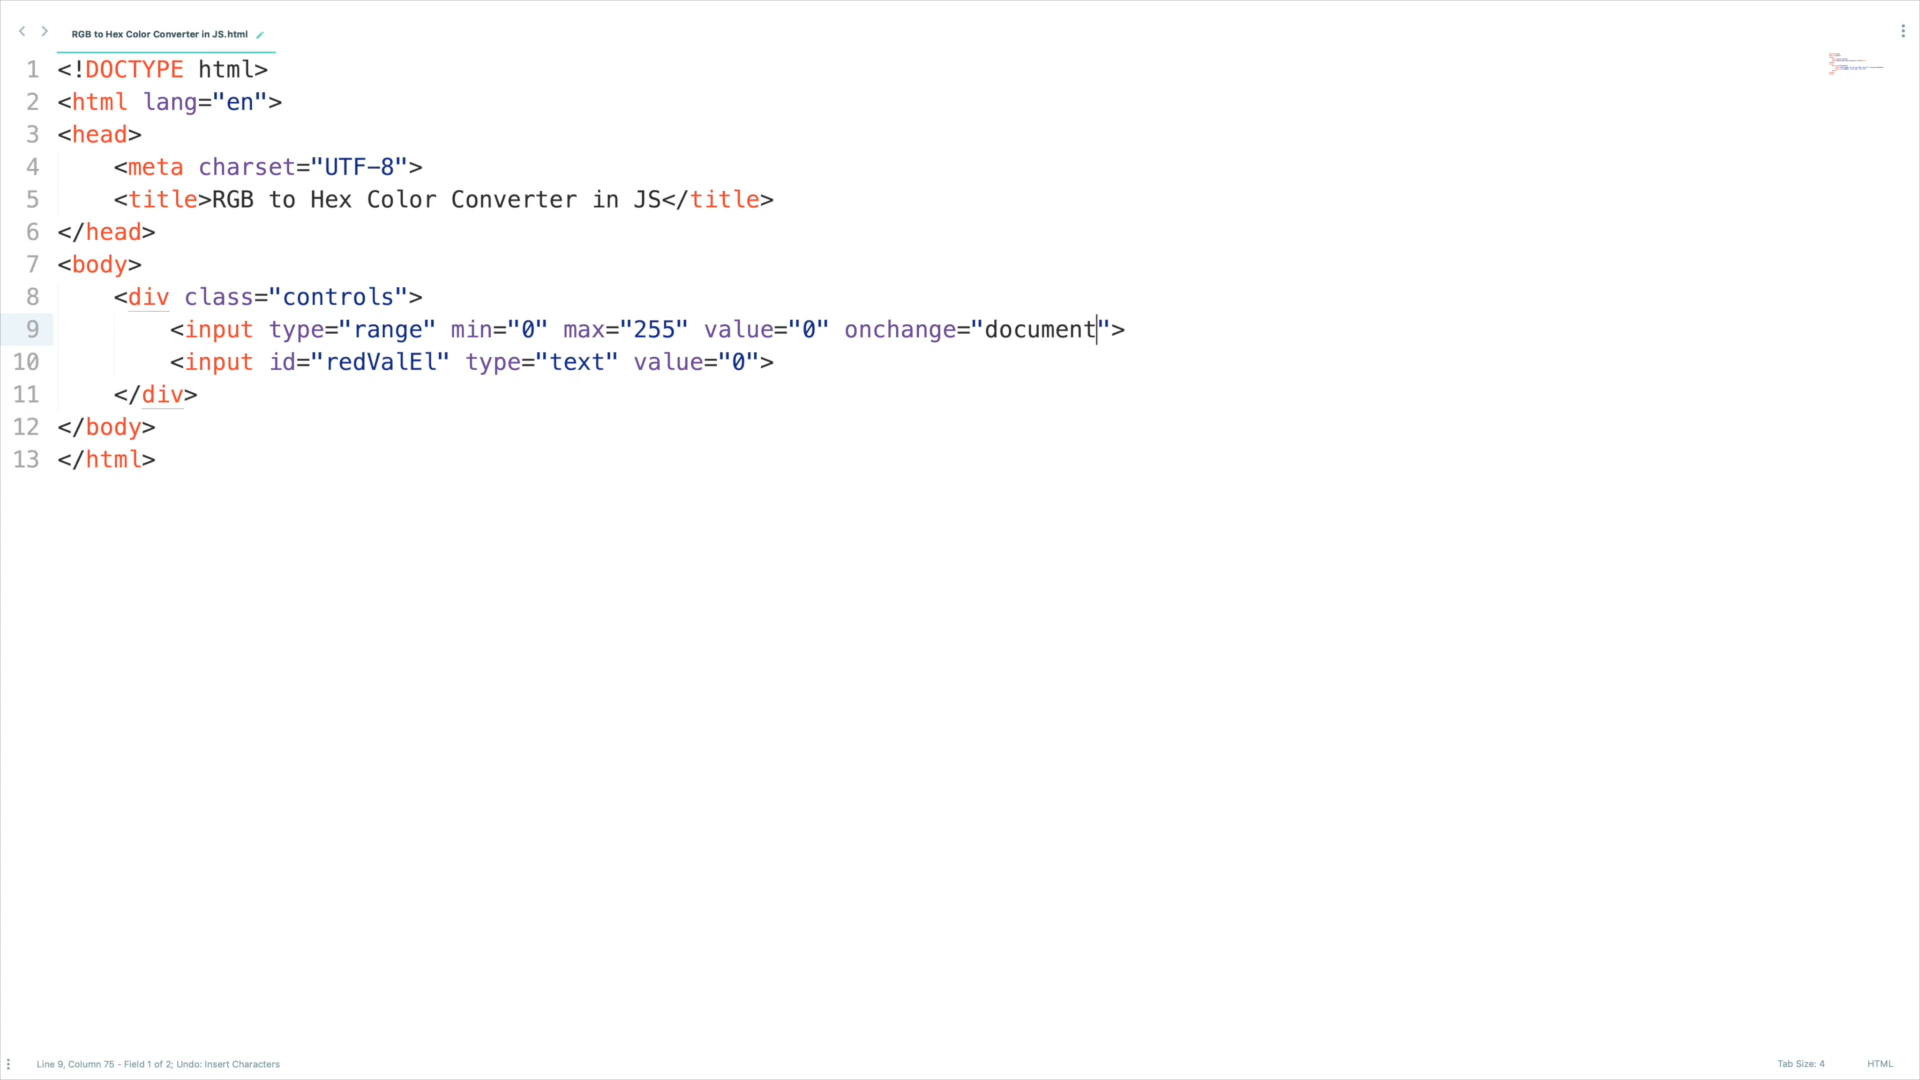 RGB to Hex Color Converter in JS.html
1 <!DOCTYPE html>
2 <html lang="en">
3 <head>
4 <meta charset="UTF-8">
5 <title>RGB to Hex Color Converter in JS</title>
6 </head>
7 <body>
8 <div class="controls">
9 <input type="range" min="0" max="255" value="0" onchange="document">
10 <input id="redValEl" type="text" value="0">
11 </div>
12 </body>
13 </html>
Line 9, Column 75 - Field 1 of 2; Undo: Insert Characters
Tab Size: 4
HTML